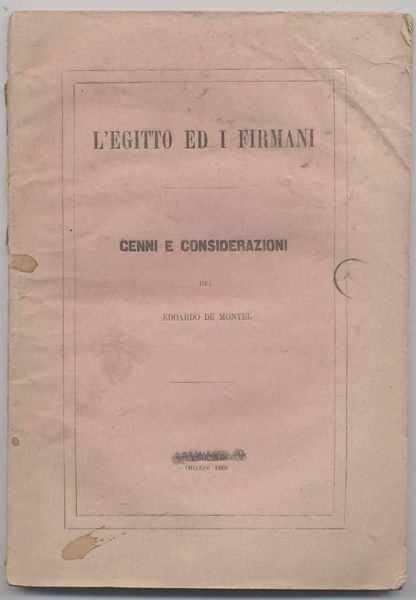 L'EGITTO ED I FIRMANI
CENNI E CONSIDERAZIONI
EDOARDO DE MONTEL